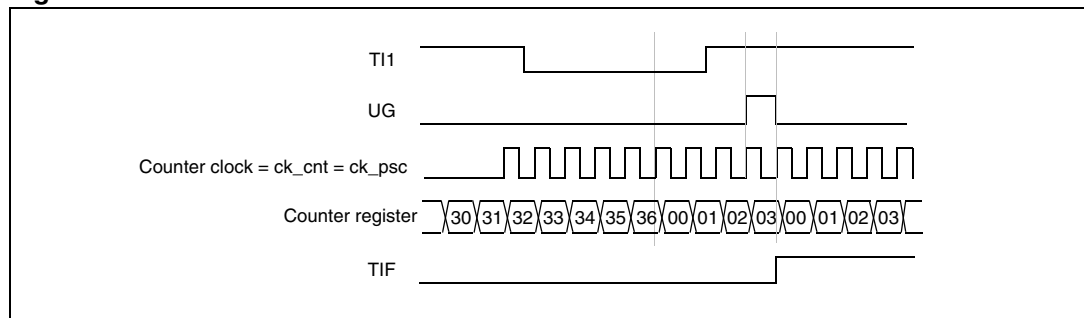 TI1
UG
Counter clock = ck_cnt = ck_psc
Counter register 30 31 32 33 34 35 36 00 01 02 03 00 01 02 03
TIF